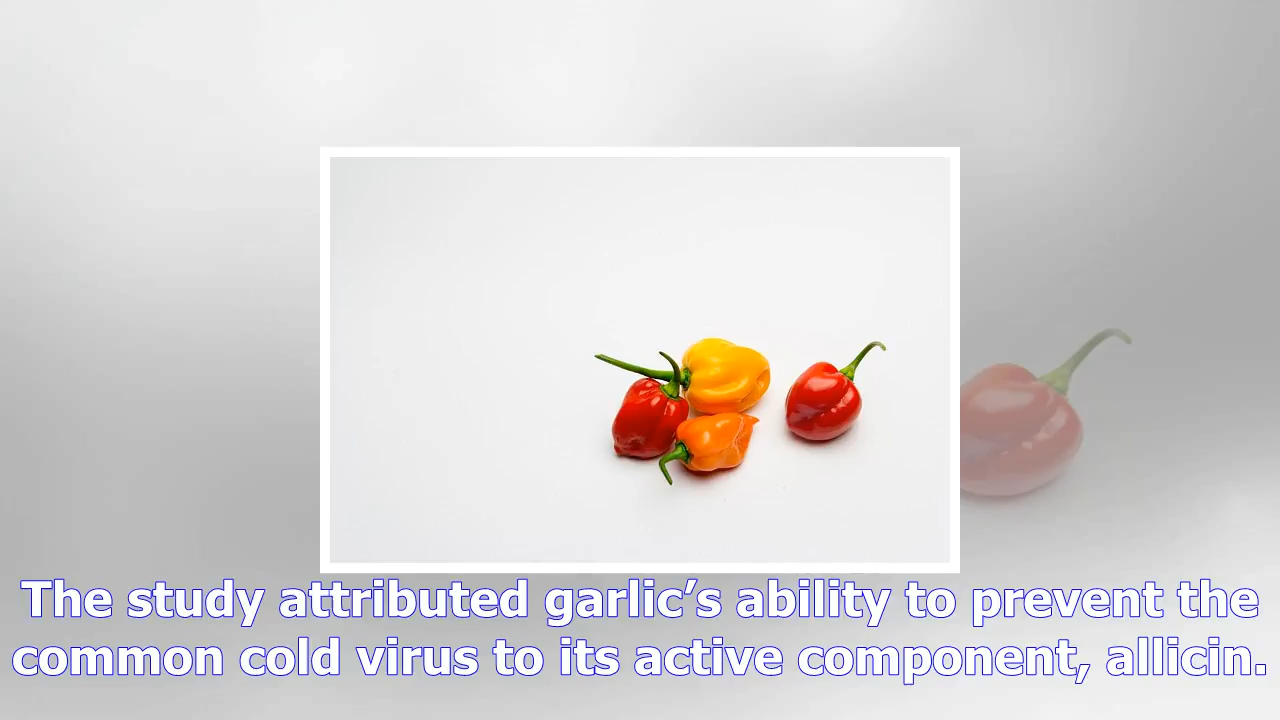 The study attributed garlic’s ability to prevent the
common cold virus to its active component, allicin.